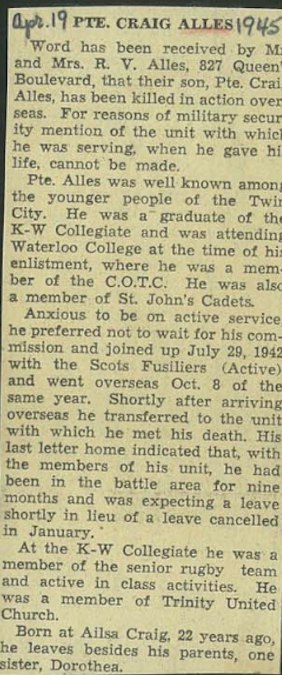 Apr. 19 PTE. CRAIG ALLES 1945
Word has been received by M
and Mrs. R. V. Alles, 827 Queen'
Boulevard, that their son, Pte. Crai
Alles, has been killed in action over
seas. For reasons of military secur
ity mention of the unit with which
he was serving, when he gave hi
life, cannot be made.
Pte. Alles was well known among
the younger people of the Twin
City. He was a graduate of the
K-W Collegiate and was attending
Waterloo College at the time of his
enlistment, where he was a mem-
ber of the C.O.T.C. He was also
a member of St. John's Cadets.
Anxious to be on active service
he preferred not to wait for his com-
mission and joined up July 29, 1942
with the Scots Fusiliers (Active)
and went overseas Oct. 8 of the
same year. Shortly after arriving
overseas he transferred to the unit
with which he met his death. His
last letter home indicated that, with
the members of his unit, he had
been in the battle area for nine
months and was expecting a leave
shortly in lieu of a leave cancelled
in January.
At the K-W Collegiate he was a
member of the senior rugby team
and active in class activities. He
was a member of Trinity United
Church.
Born at Ailsa Craig, 22 years ago,
he leaves besides his parents, one
sister, Dorothea.